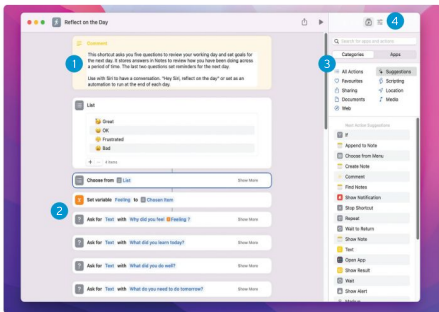 Reflect on the Day
4
Comment
This shortcut asks you five questions to review your working day and set goals for
the next day. It stores answers in Notes to review how you have been doing across
a period of time. The last two questions set reminders for the next day.
Use with Siri to have a conversation. "Hey Siri, reflect on the day" or set as an
automation to run at the end of each day.
1
List
Great
OK
Frustrated
Bad
+ − 4 items
Choose from List Show More
Set variable Feeling to Chosen Item
2
Ask for Text with Why did you feel Feeling ? Show More
Ask for Text with What did you learn today? Show More
Ask for Text with What did you do well? Show More
Ask for Text with What do you need to do tomorrow? Show More
Search for apps and actions
3
Categories Apps
All Actions Suggestions
Favourites Scripting
Sharing Location
Documents Media
Web
Next Action Suggestions
If
Append to Note
Choose from Menu
Create Note
Comment
Find Notes
Show Notification
Stop Shortcut
Repeat
Wait to Return
Show Note
Text
Open App
Show Result
Wait
Show Alert